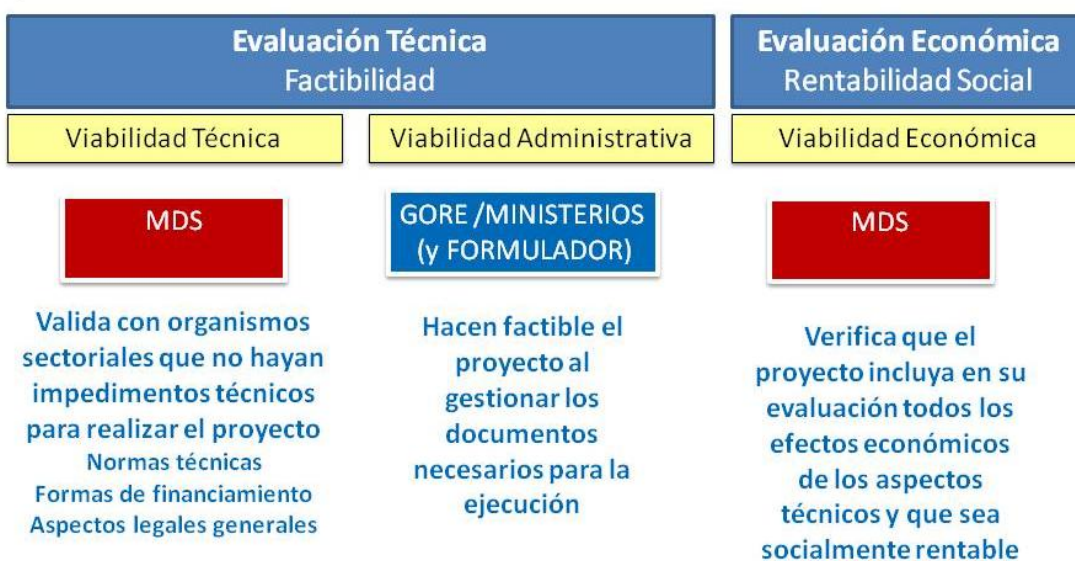 Evaluación Técnica
Factibilidad
Evaluación Económica
Rentabilidad Social
Viabilidad Técnica
Viabilidad Administrativa
Viabilidad Económica
MDS
GORE /MINISTERIOS
(y FORMULADOR)
MDS
Valida con organismos
sectoriales que no hayan
impedimentos técnicos
para realizar el proyecto
Normas técnicas
Formas de financiamiento
Aspectos legales generales
Hacen factible el
proyecto al
gestionar los
documentos
necesarios para la
ejecución
Verifica que el
proyecto incluya en su
evaluación todos los
efectos económicos
de los aspectos
técnicos y que sea
socialmente rentable